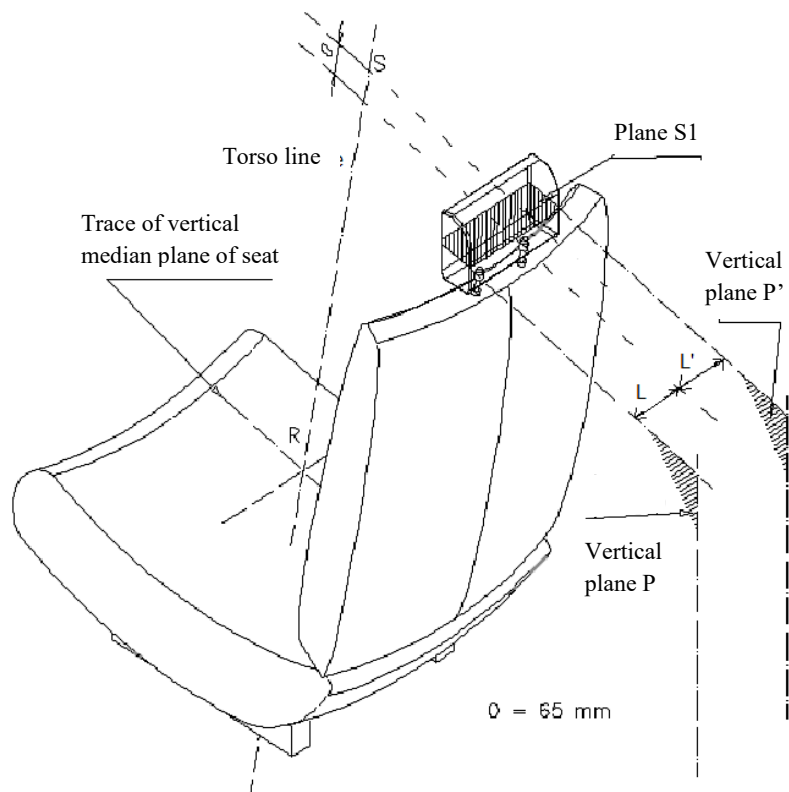 S
Plane S1
Torso line
Trace of vertical
median plane of seat
Vertical
plane P'
L'
L
R
Vertical
plane P
0 = 65 mm